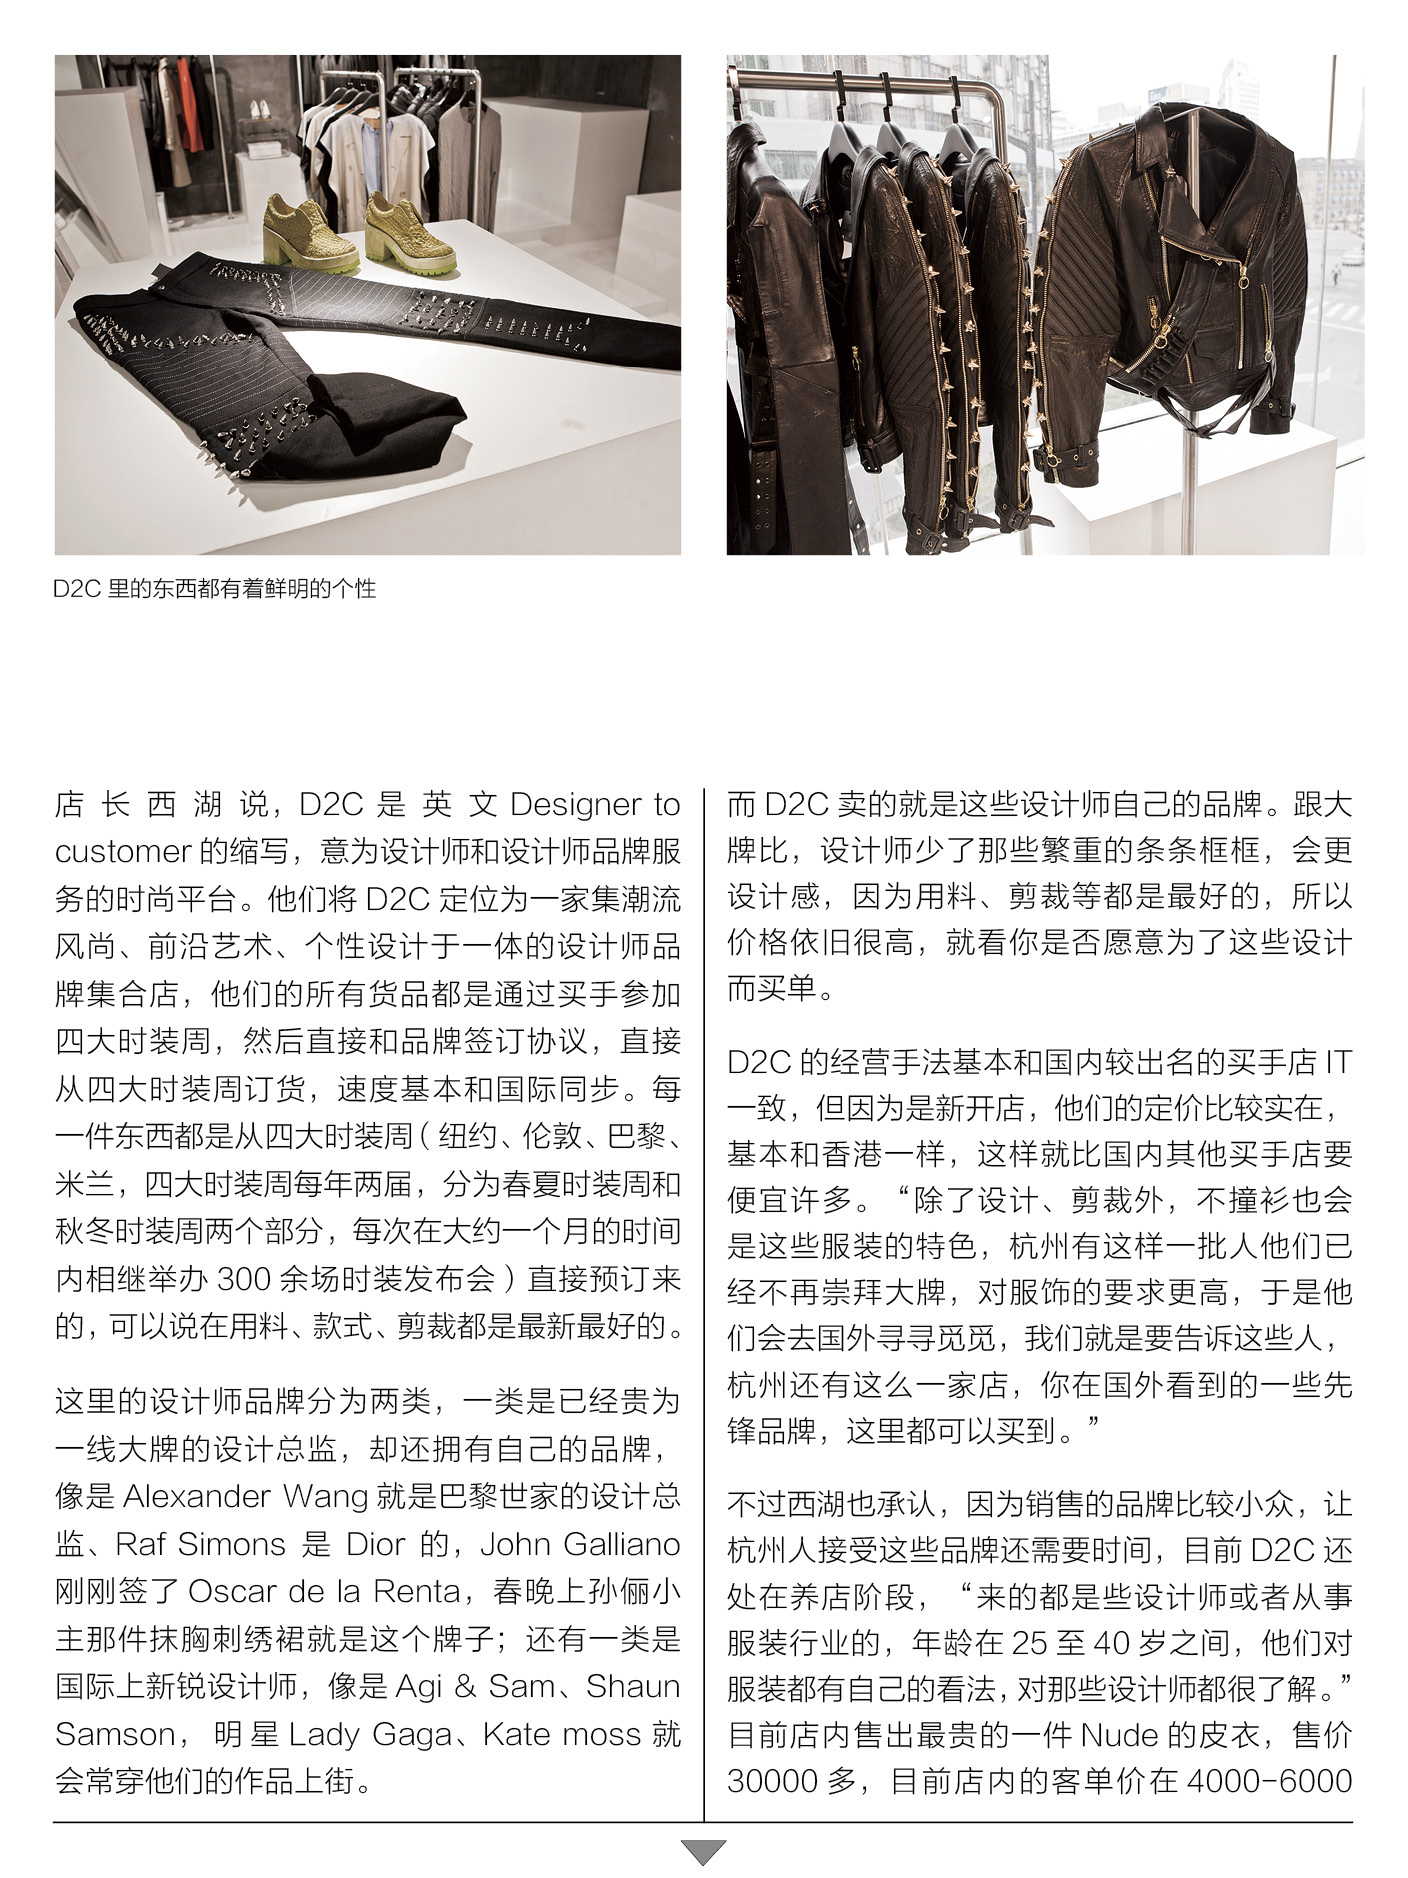 D2C 里的东西都有着鲜明的个性
店长西湖说，D2C 是英文 Designer to
customer 的缩写，意为设计师和设计师品牌服
务的时尚平台。他们将 D2C 定位为一家集潮流
风尚、前沿艺术、个性设计于一体的设计师品
牌集合店，他们的所有货品都是通过买手参加
四大时装周，然后直接和品牌签订协议，直接
从四大时装周订货，速度基本和国际同步。每
一件东西都是从四大时装周（纽约、伦敦、巴黎、
米兰，四大时装周每年两届，分为春夏时装周和
秋冬时装周两个部分，每次在大约一个月的时间
内相继举办 300 余场时装发布会）直接预订来
的，可以说在用料、款式、剪裁都是最新最好的。
这里的设计师品牌分为两类，一类是已经贵为
一线大牌的设计总监，却还拥有自己的品牌，
像是 Alexander Wang 就是巴黎世家的设计总
监、Raf Simons 是 Dior 的，John Galliano
刚刚签了 Oscar de la Renta，春晚上孙俪小
主那件抹胸刺绣裙就是这个牌子；还有一类是
国际上新锐设计师，像是 Agi & Sam、Shaun
Samson，明星 Lady Gaga、Kate moss 就
会常穿他们的作品上街。
而 D2C 卖的就是这些设计师自己的品牌。跟大
牌比，设计师少了那些繁重的条条框框，会更
设计感，因为用料、剪裁等都是最好的，所以
价格依旧很高，就看你是否愿意为了这些设计
而买单。
D2C 的经营手法基本和国内较出名的买手店 IT
一致，但因为是新开店，他们的定价比较实在，
基本和香港一样，这样就比国内其他买手店要
便宜许多。“除了设计、剪裁外，不撞衫也会
是这些服装的特色，杭州有这样一批人他们已
经不再崇拜大牌，对服饰的要求更高，于是他
们会去国外寻寻觅觅，我们就是要告诉这些人，
杭州还有这么一家店，你在国外看到的一些先
锋品牌，这里都可以买到。”
不过西湖也承认，因为销售的品牌比较小众，让
杭州人接受这些品牌还需要时间，目前 D2C 还
处在养店阶段，“来的都是些设计师或者从事
服装行业的，年龄在 25 至 40 岁之间，他们对
服装都有自己的看法，对那些设计师都很了解。”
目前店内售出最贵的一件 Nude 的皮衣，售价
30000 多，目前店内的客单价在 4000-6000